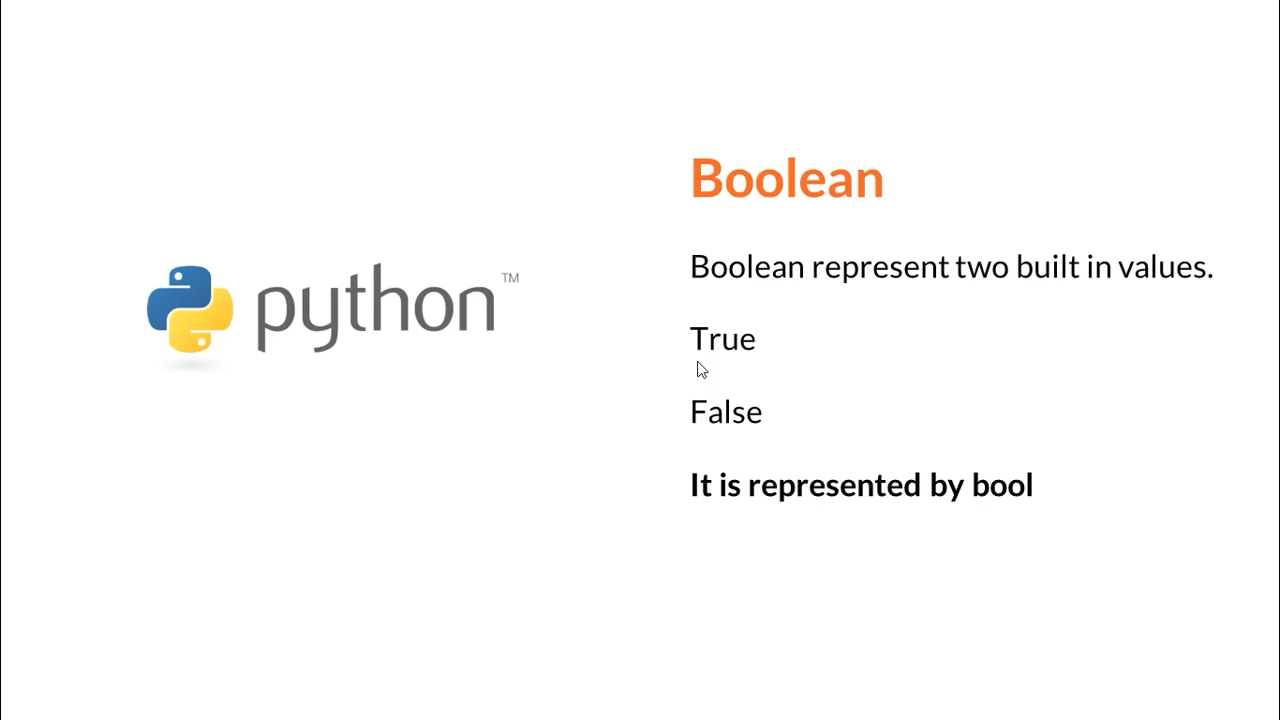 python™
Boolean
Boolean represent two built in values.
True
False
It is represented by bool